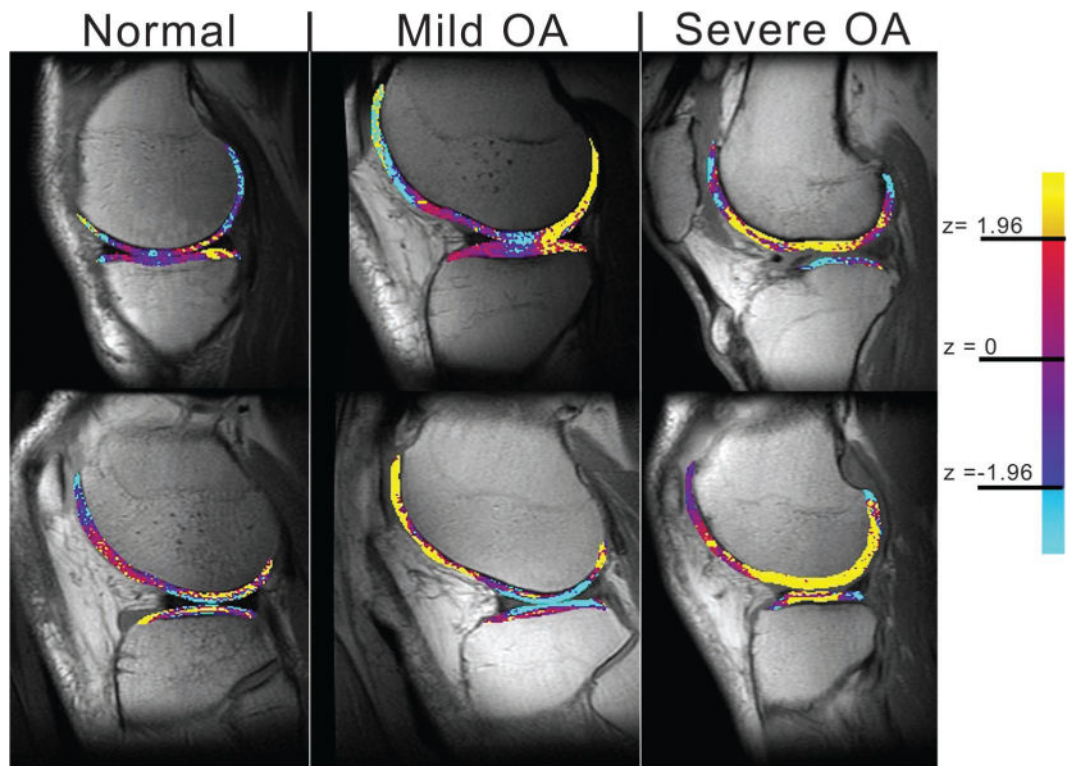 Normal
Mild OA
Severe OA
z= 1.96
z = 0
z = -1.96